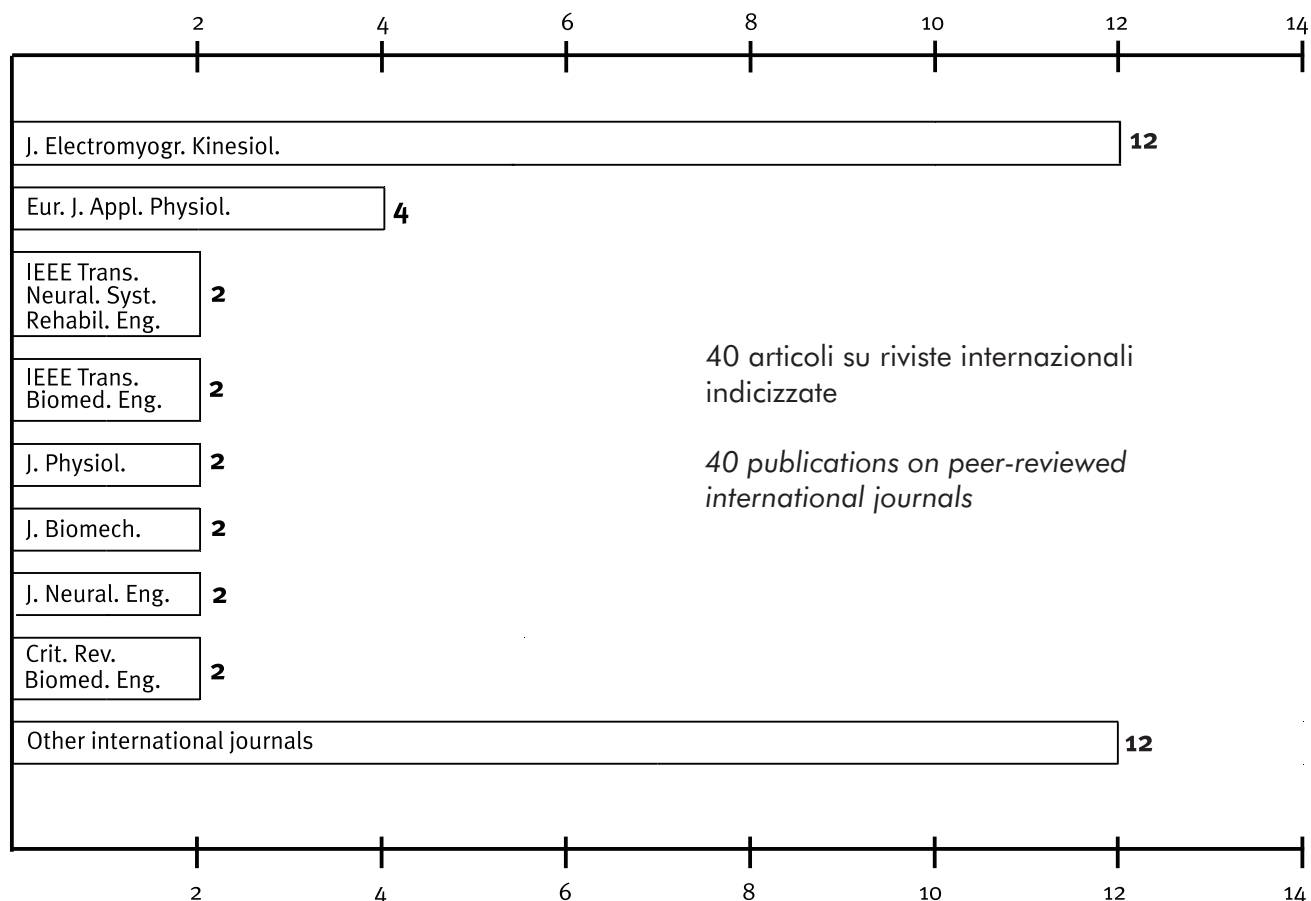 2 4 6 8 10 12 14
J. Electromyogr. Kinesiol. 12
Eur. J. Appl. Physiol. 4
IEEE Trans.
Neural. Syst. 2
Rehabil. Eng.
IEEE Trans.
Biomed. Eng. 2
40 articoli su riviste internazionali
indicizzate
J. Physiol. 2
40 publications on peer-reviewed
international journals
J. Biomech. 2
J. Neural. Eng. 2
Crit. Rev.
Biomed. Eng. 2
Other international journals 12
2 4 6 8 10 12 14